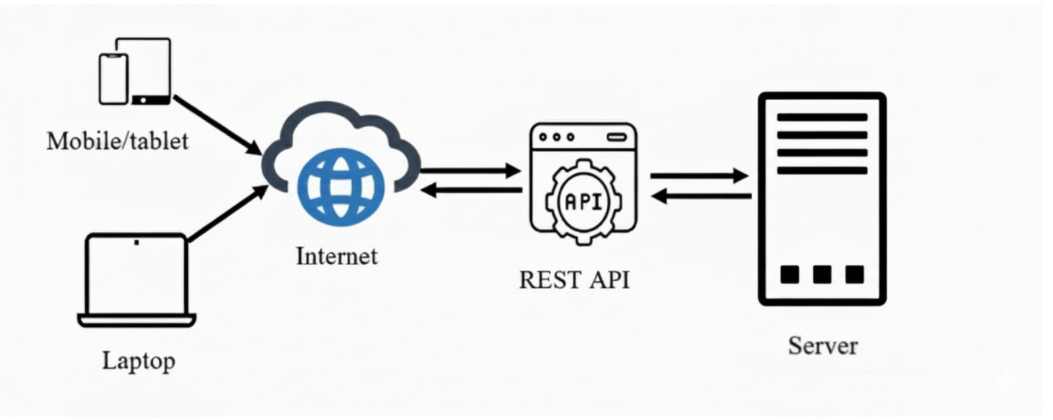 Mobile/tablet
Internet
API
REST API
Laptop
Server